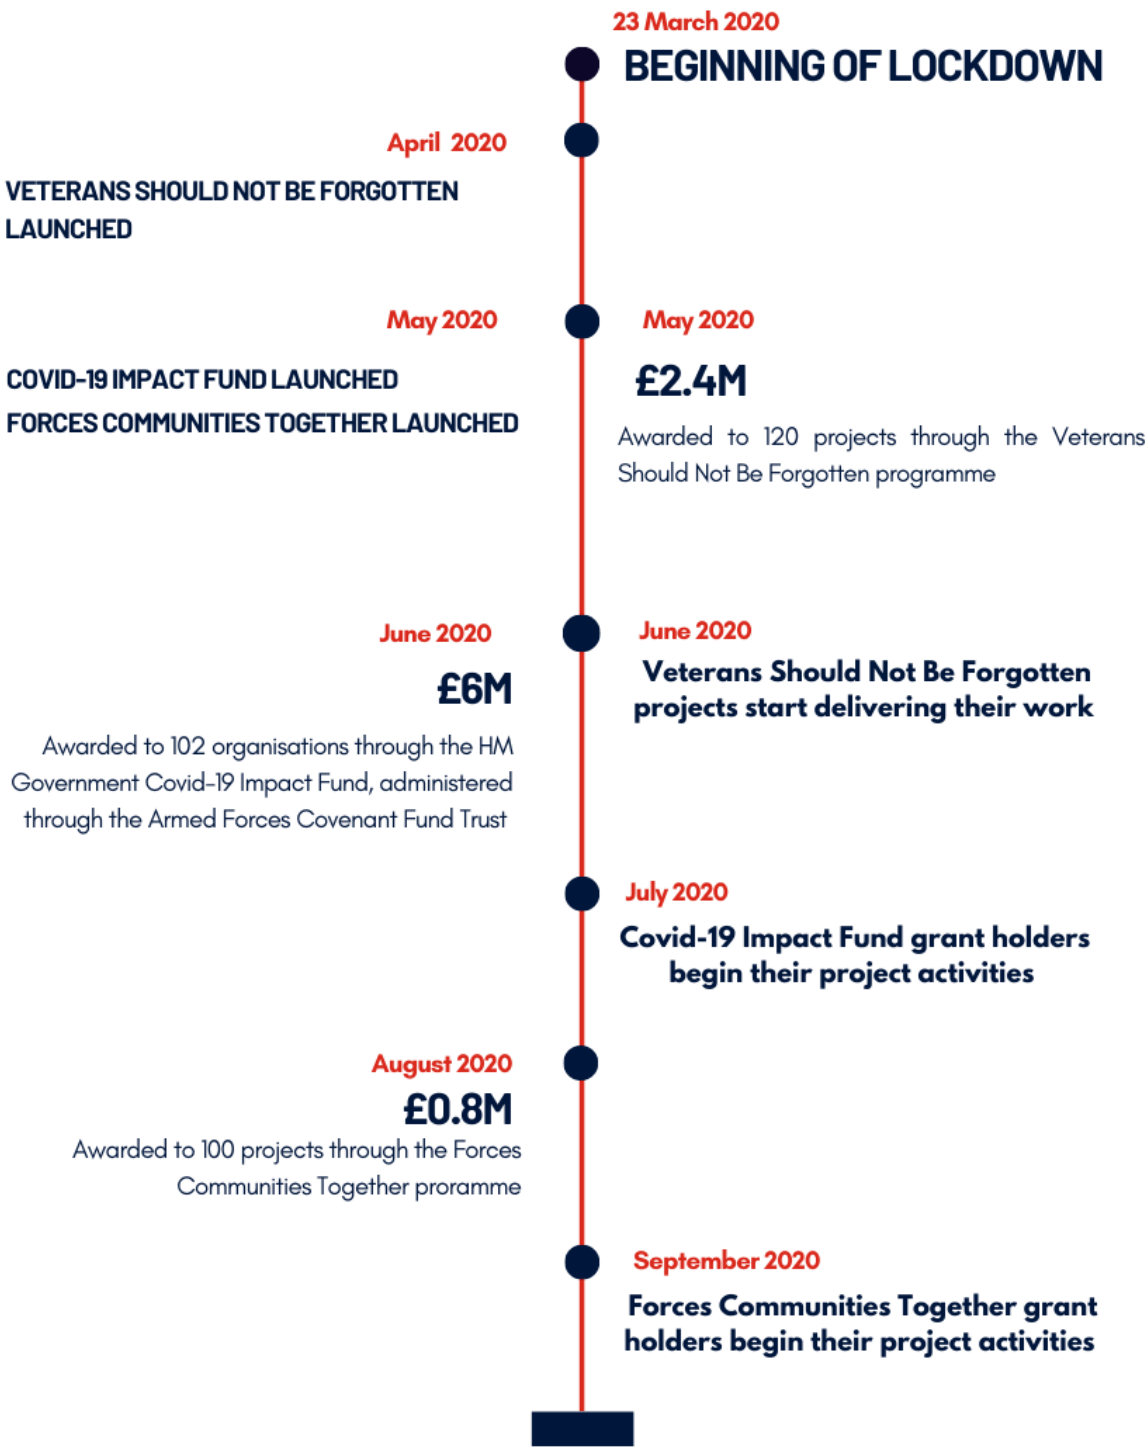 23 March 2020
BEGINNING OF LOCKDOWN
April 2020
VETERANS SHOULD NOT BE FORGOTTEN
LAUNCHED
May 2020
COVID-19 IMPACT FUND LAUNCHED
FORCES COMMUNITIES TOGETHER LAUNCHED
May 2020
£2.4M
Awarded to 120 projects through the Veterans
Should Not Be Forgotten programme
June 2020
£6M
Awarded to 102 organisations through the HM
Government Covid-19 Impact Fund, administered
through the Armed Forces Covenant Fund Trust
June 2020
Veterans Should Not Be Forgotten
projects start delivering their work
July 2020
Covid-19 Impact Fund grant holders
begin their project activities
August 2020
£0.8M
Awarded to 100 projects through the Forces
Communities Together proramme
September 2020
Forces Communities Together grant
holders begin their project activities